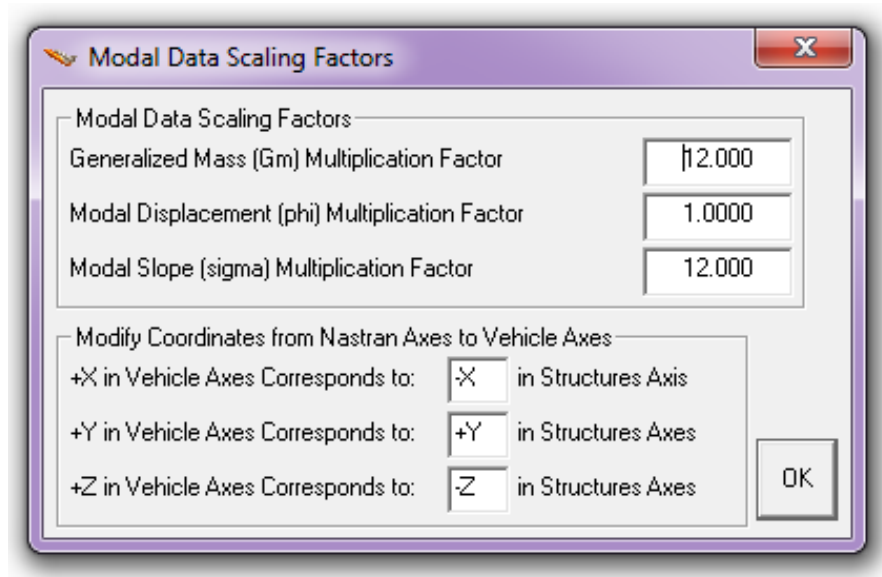 Modal Data Scaling Factors
Modal Data Scaling Factors
Generalized Mass (Gm) Multiplication Factor 12.000
Modal Displacement (phi) Multiplication Factor 1.0000
Modal Slope (sigma) Multiplication Factor 12.000
Modify Coordinates from Nastran Axes to Vehicle Axes
+X in Vehicle Axes Corresponds to: -X in Structures Axis
+Y in Vehicle Axes Corresponds to: +Y in Structures Axes
+Z in Vehicle Axes Corresponds to: -Z in Structures Axes
OK